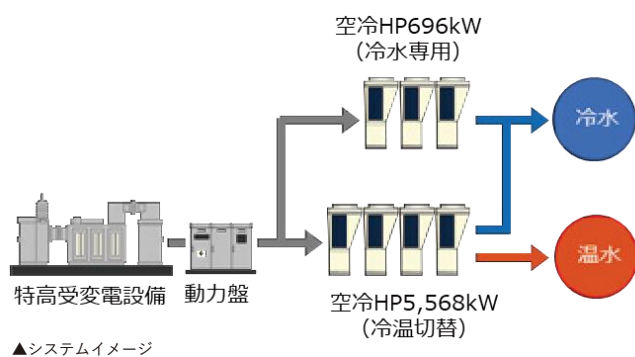 空冷HP696kW
（冷水専用）
冷水
特高受変電設備
動力盤
温水
空冷HP5,568kW
（冷温切替）
▲システムイメージ